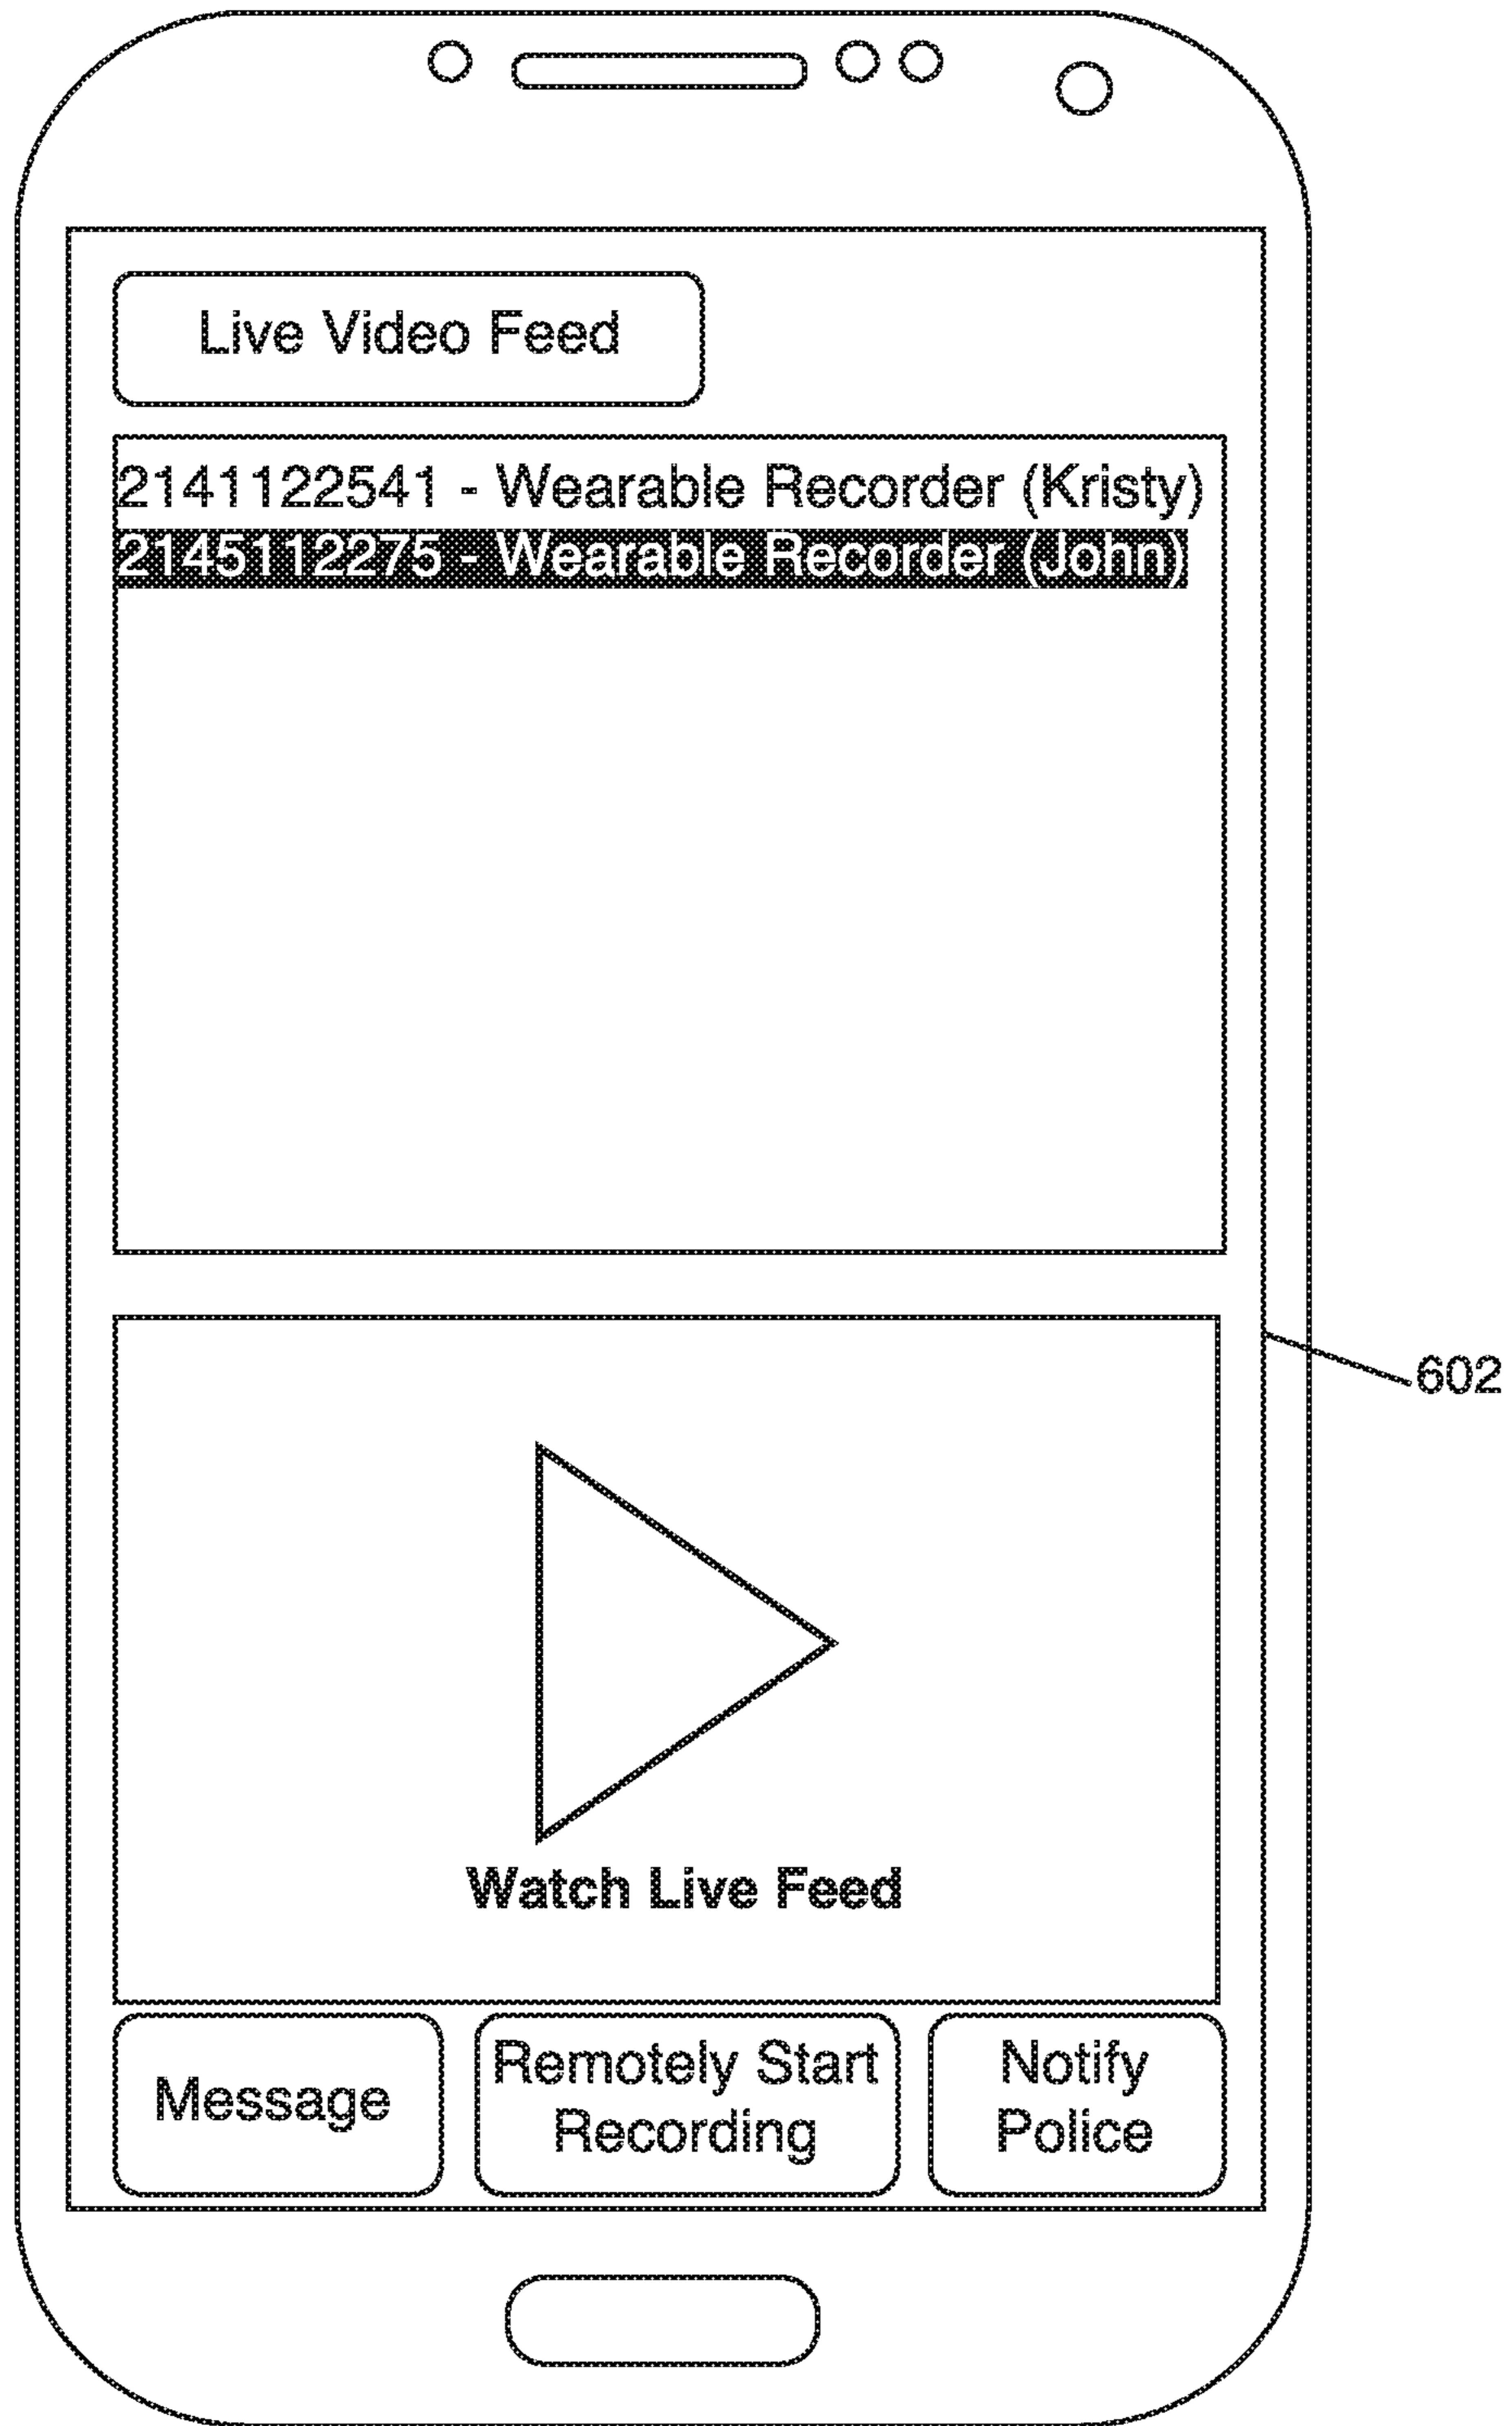 Live Video Feed
2141122541 - Wearable Recorder (Kristy)
2145112275 - Wearable Recorder (John)
602
Watch Live Feed
Message
Remotely Start
Recording
Notify
Police